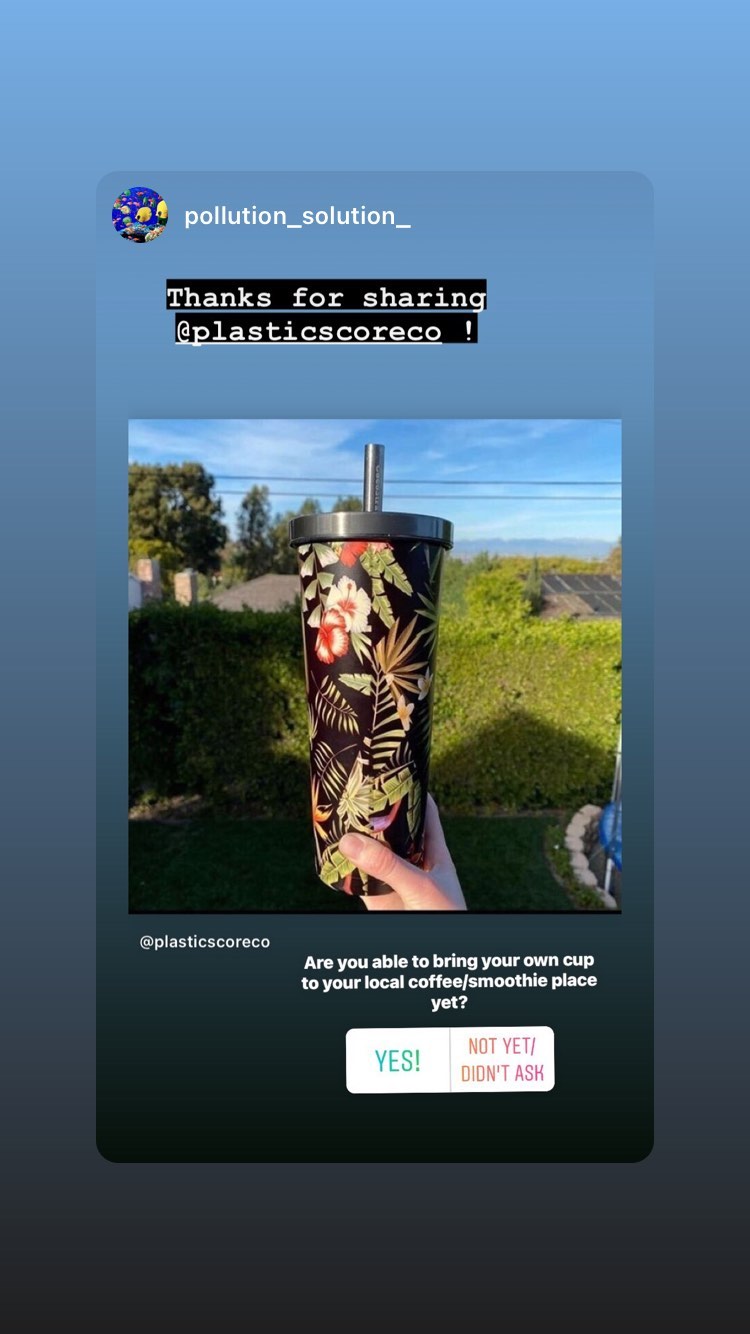 pollution_solution_
Thanks for sharing
@plasticscoreco !
@plasticscoreco
Are you able to bring your own cup
to your local coffee/smoothie place
yet?
YES!
NOT YET/
DIDN'T ASK